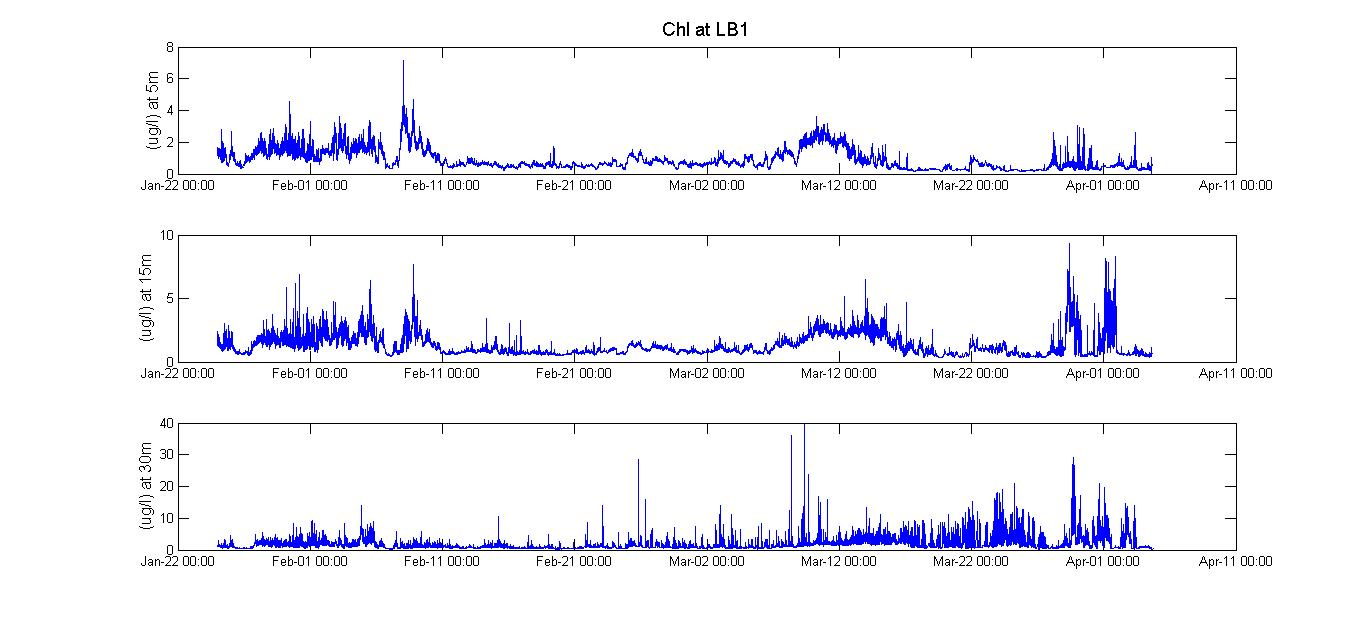 Chl at LB1
8
6
4
2
0
(ug/l) at 5m
Jan-22 00:00 Feb-01 00:00 Feb-11 00:00 Feb-21 00:00 Mar-02 00:00 Mar-12 00:00 Mar-22 00:00 Apr-01 00:00 Apr-11 00:00
10
5
0
(ug/l) at 15m
Jan-22 00:00 Feb-01 00:00 Feb-11 00:00 Feb-21 00:00 Mar-02 00:00 Mar-12 00:00 Mar-22 00:00 Apr-01 00:00 Apr-11 00:00
40
30
20
10
0
(ug/l) at 30m
Jan-22 00:00 Feb-01 00:00 Feb-11 00:00 Feb-21 00:00 Mar-02 00:00 Mar-12 00:00 Mar-22 00:00 Apr-01 00:00 Apr-11 00:00